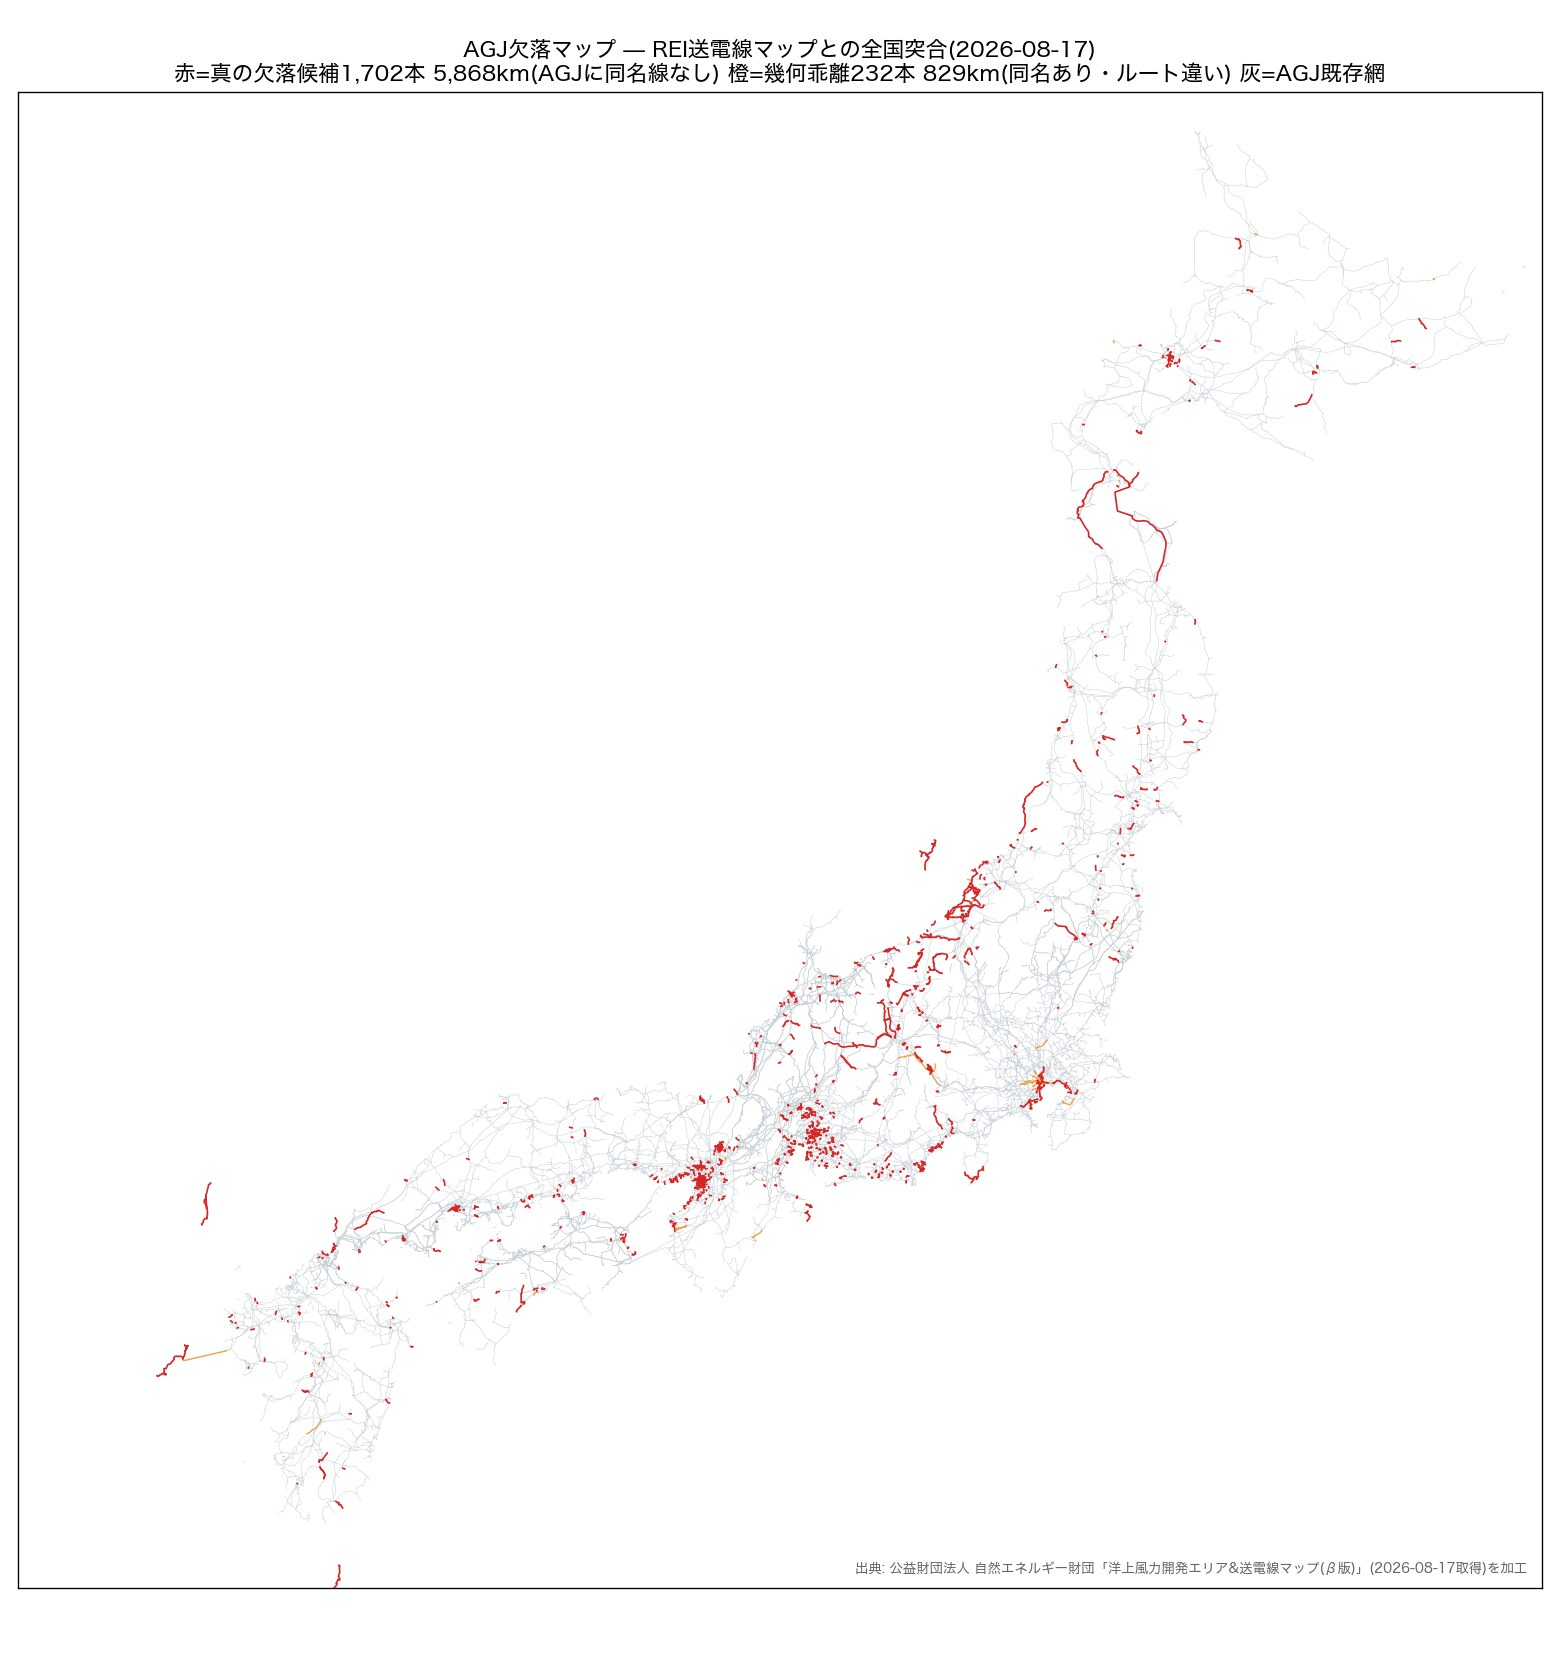 AGJ欠落マップ — REI送電線マップとの全国突合(2026-08-17)
赤=真の欠落候補1,702本 5,868km(AGJに同名線なし) 橙=幾何乖離232本 829km(同名あり・ルート違い) 灰=AGJ既存網
出典: 公益財団法人 自然エネルギー財団「洋上風力開発エリア&送電線マップ(β版)」(2026-08-17取得)を加工